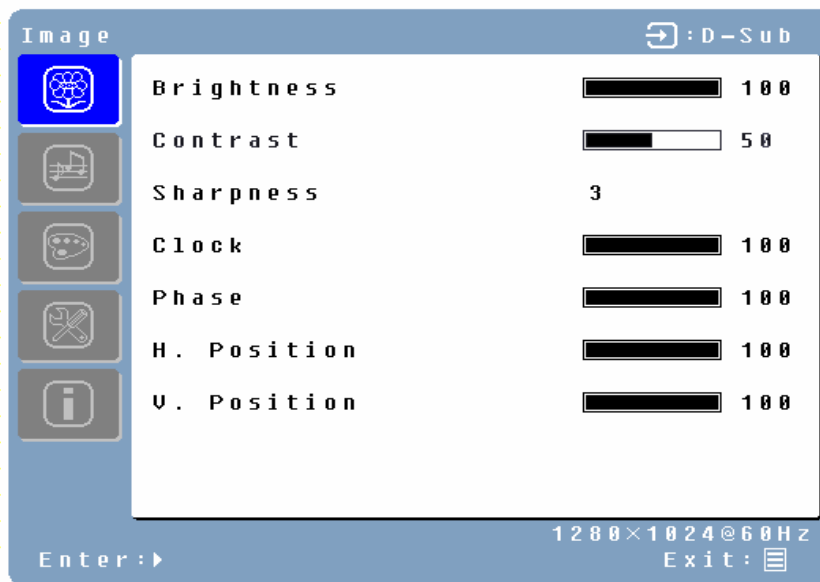 Image :D-Sub
Brightness 100
Contrast 50
Sharpness 3
Clock 100
Phase 100
H. Position 100
V. Position 100
1280×1024@60Hz
Enter: Exit: